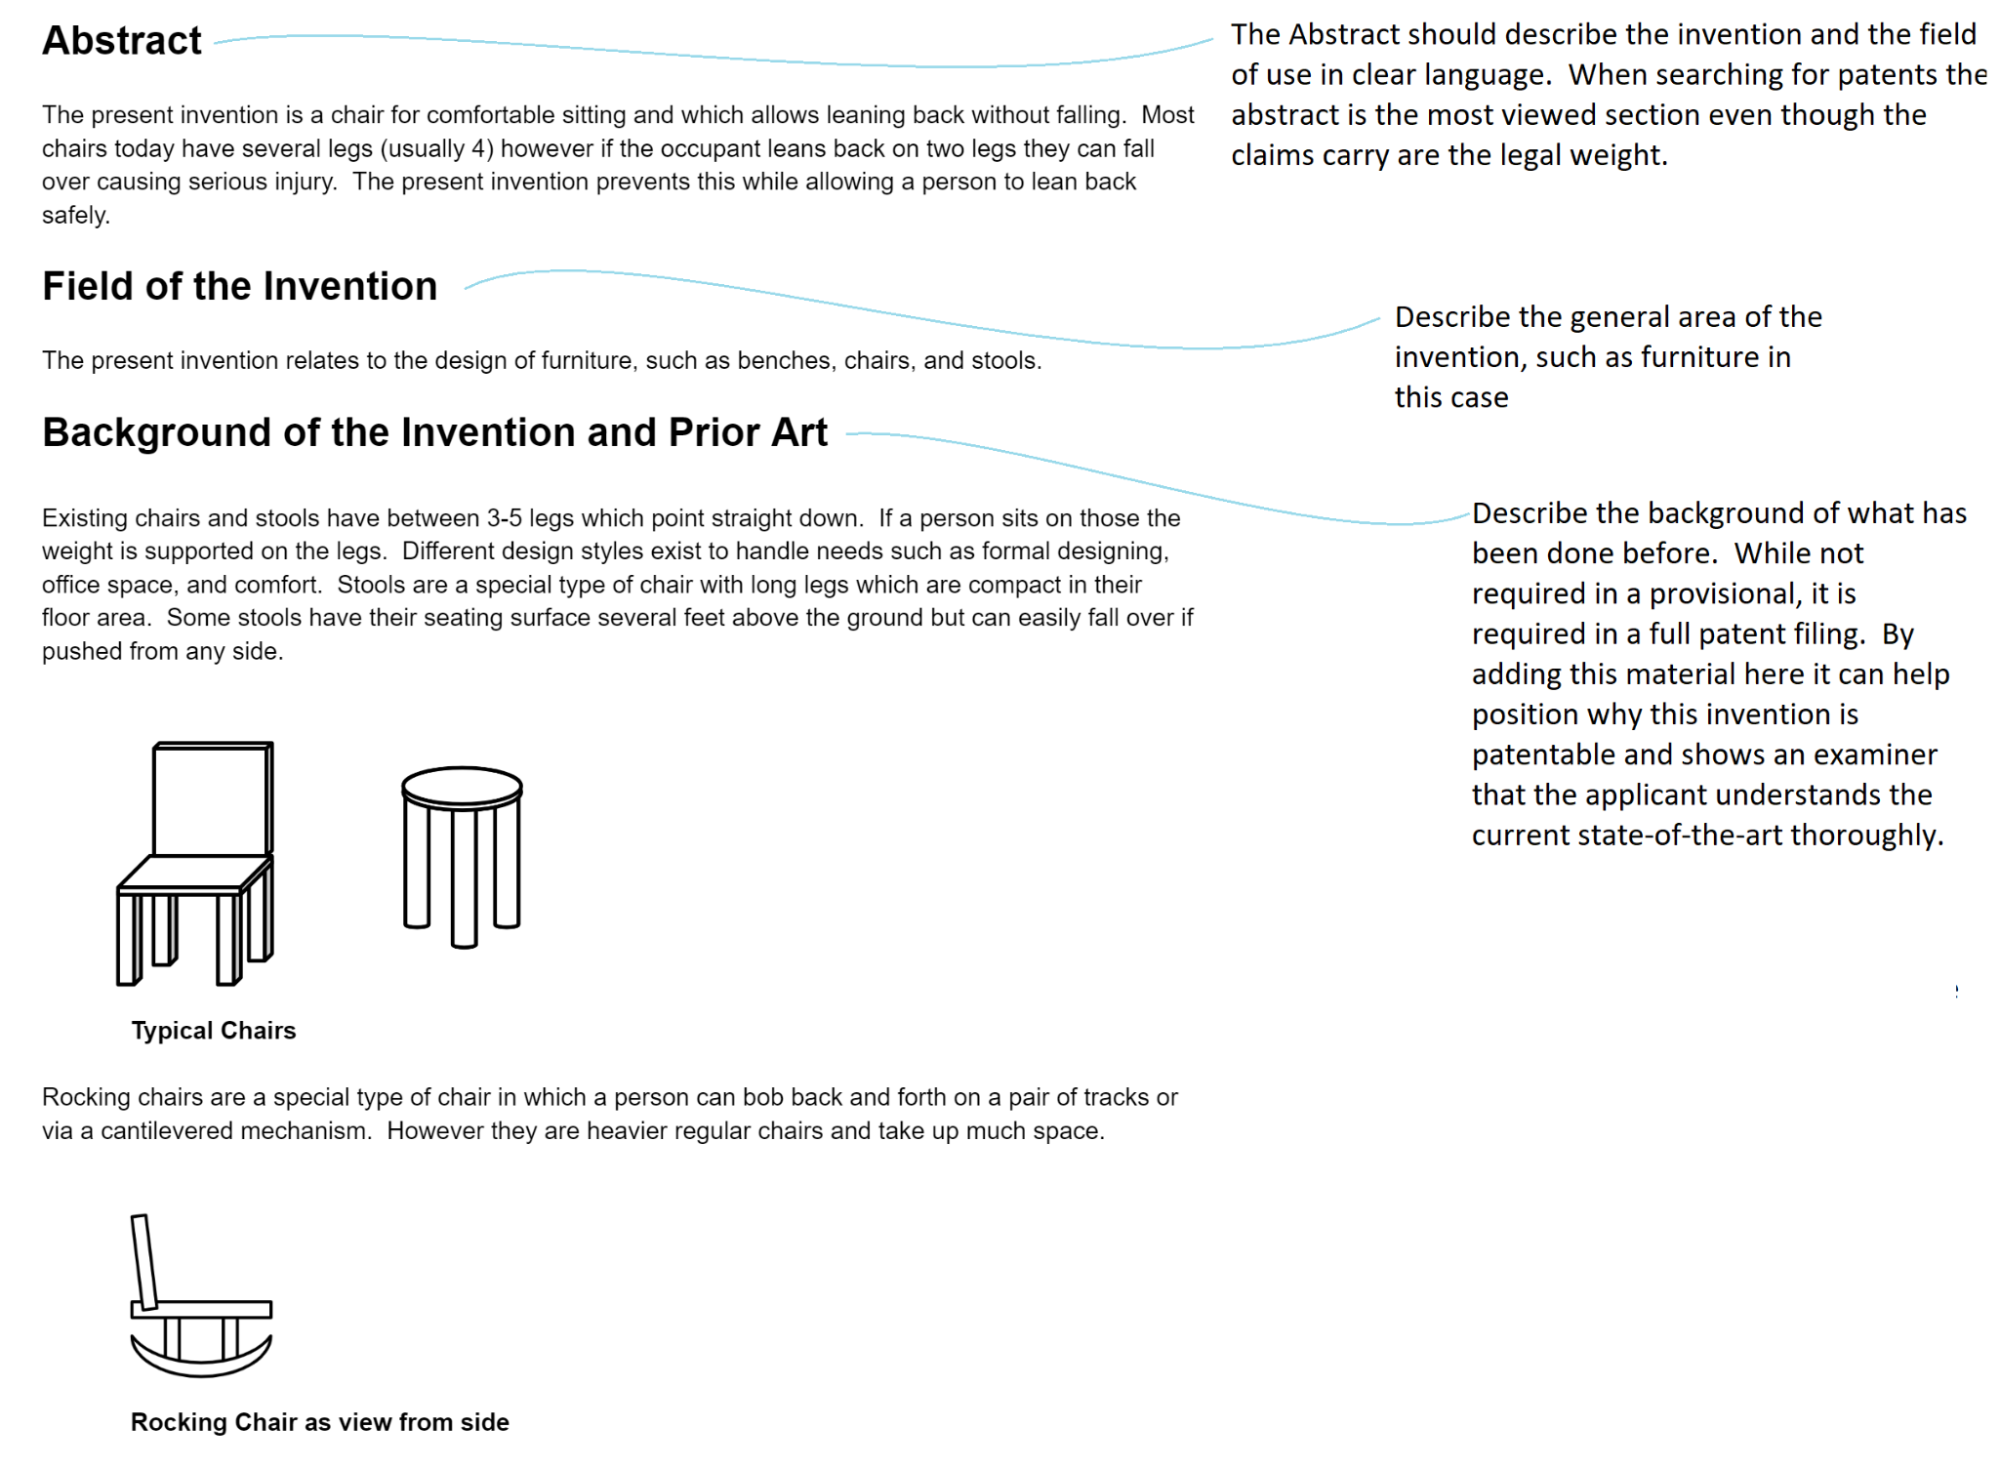 Abstract
The present invention is a chair for comfortable sitting and which allows leaning back without falling.  Most
chairs today have several legs (usually 4) however if the occupant leans back on two legs they can fall
over causing serious injury.  The present invention prevents this while allowing a person to lean back
safely.
The Abstract should describe the invention and the field
of use in clear language.  When searching for patents the
abstract is the most viewed section even though the
claims carry are the legal weight.
Field of the Invention
The present invention relates to the design of furniture, such as benches, chairs, and stools.
Describe the general area of the
invention, such as furniture in
this case
Background of the Invention and Prior Art
Existing chairs and stools have between 3-5 legs which point straight down.  If a person sits on those the
weight is supported on the legs.  Different design styles exist to handle needs such as formal designing,
office space, and comfort.  Stools are a special type of chair with long legs which are compact in their
floor area.  Some stools have their seating surface several feet above the ground but can easily fall over if
pushed from any side.
Describe the background of what has
been done before.  While not
required in a provisional, it is
required in a full patent filing.  By
adding this material here it can help
position why this invention is
patentable and shows an examiner
that the applicant understands the
current state-of-the-art thoroughly.
Typical Chairs
Rocking chairs are a special type of chair in which a person can bob back and forth on a pair of tracks or
via a cantilevered mechanism.  However they are heavier regular chairs and take up much space.
Rocking Chair as view from side